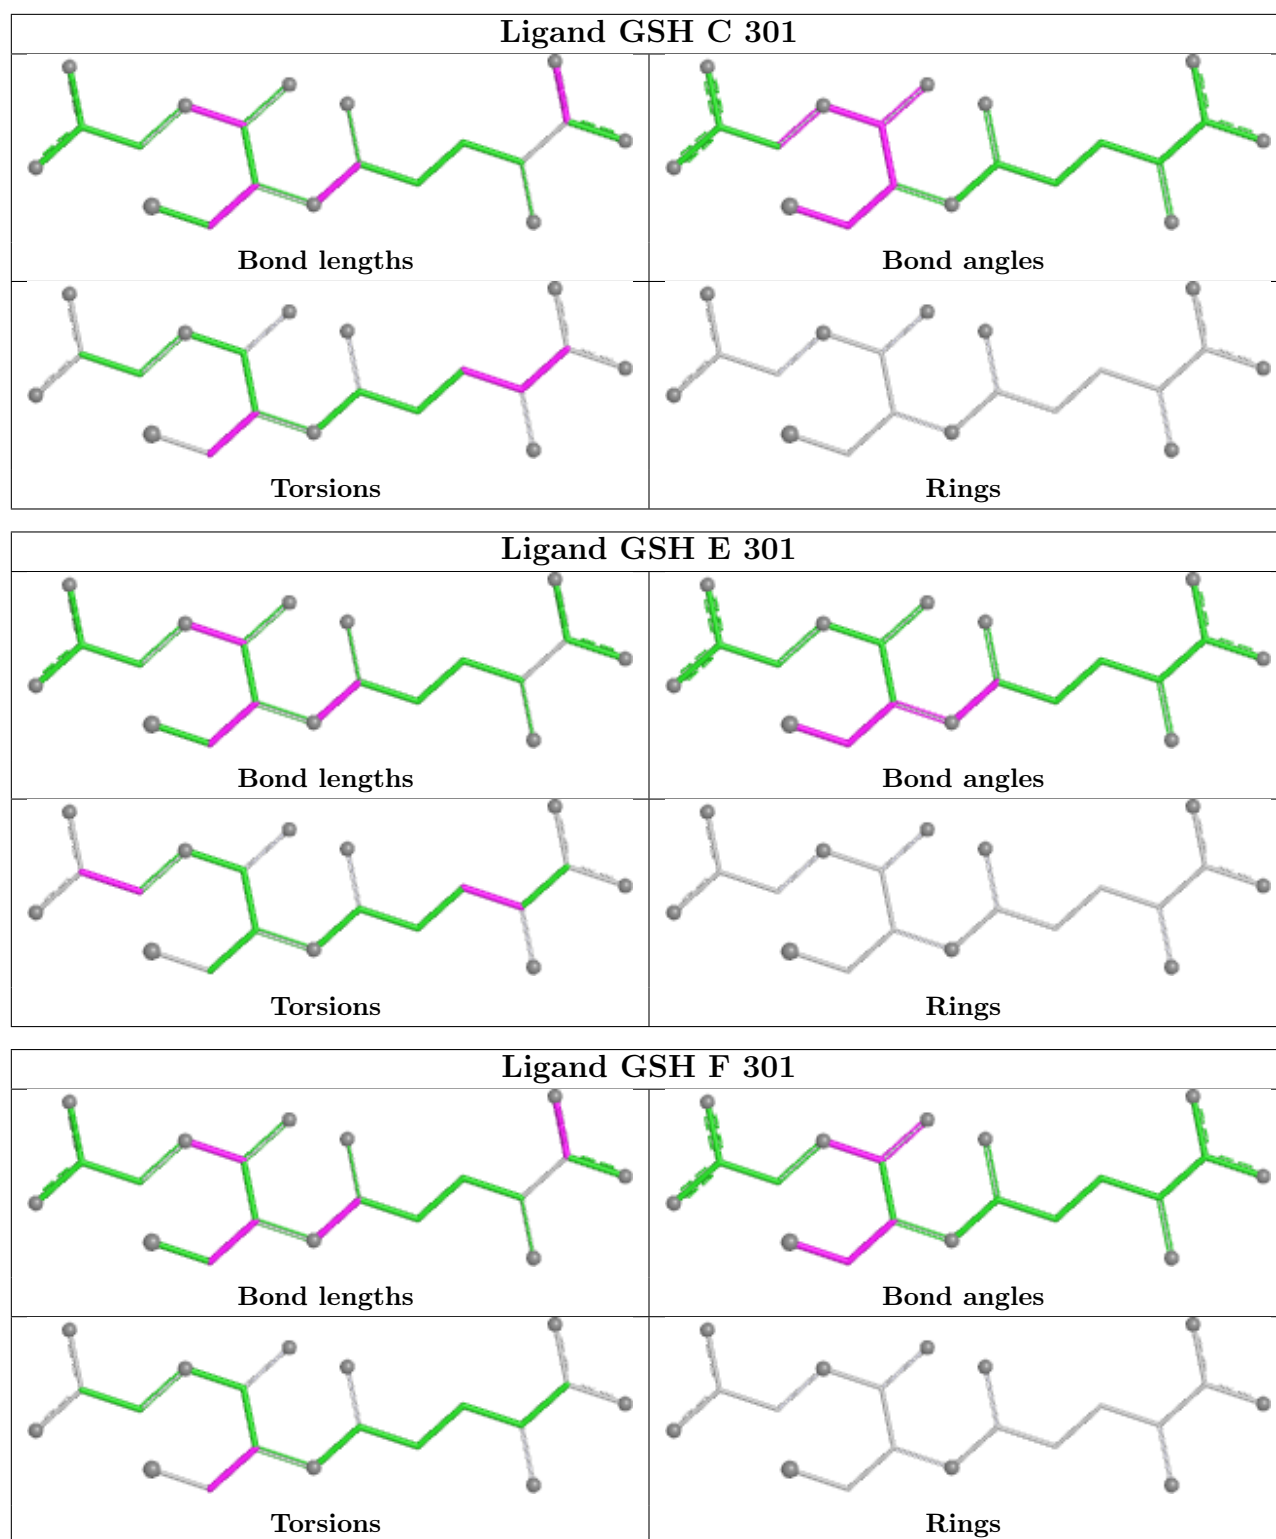 Ligand GSH C 301
Bond lengths
Bond angles
Torsions
Rings
Ligand GSH E 301
Bond lengths
Bond angles
Torsions
Rings
Ligand GSH F 301
Bond lengths
Bond angles
Torsions
Rings